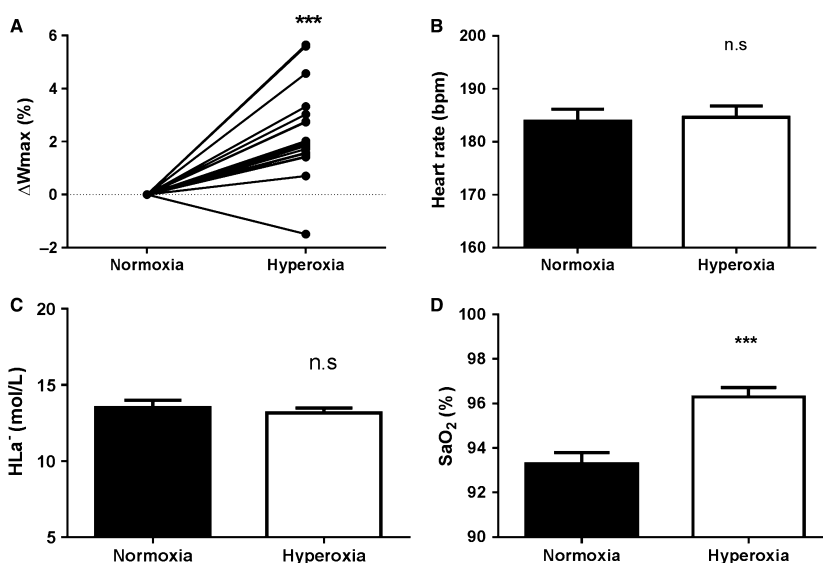 A
***
6
4
2
0
–2
ΔWmax (%)
Normoxia Hyperoxia
B
n.s
200
190
180
170
160
Heart rate (bpm)
Normoxia Hyperoxia
C
n.s
20
15
10
5
HLa⁻ (mol/L)
Normoxia Hyperoxia
D
***
100
98
96
94
92
90
SaO₂ (%)
Normoxia Hyperoxia